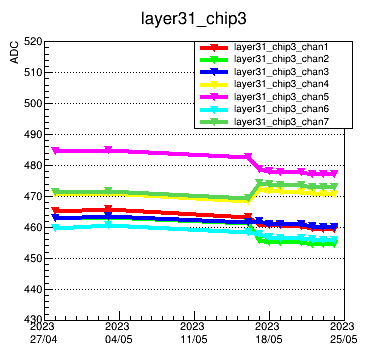 layer31_chip3
ADC
520
510
500
490
480
470
460
450
440
430
layer31_chip3_chan1
layer31_chip3_chan2
layer31_chip3_chan3
layer31_chip3_chan4
layer31_chip3_chan5
layer31_chip3_chan6
layer31_chip3_chan7
2023 2023 2023 2023 2023
27/04 04/05 11/05 18/05 25/05